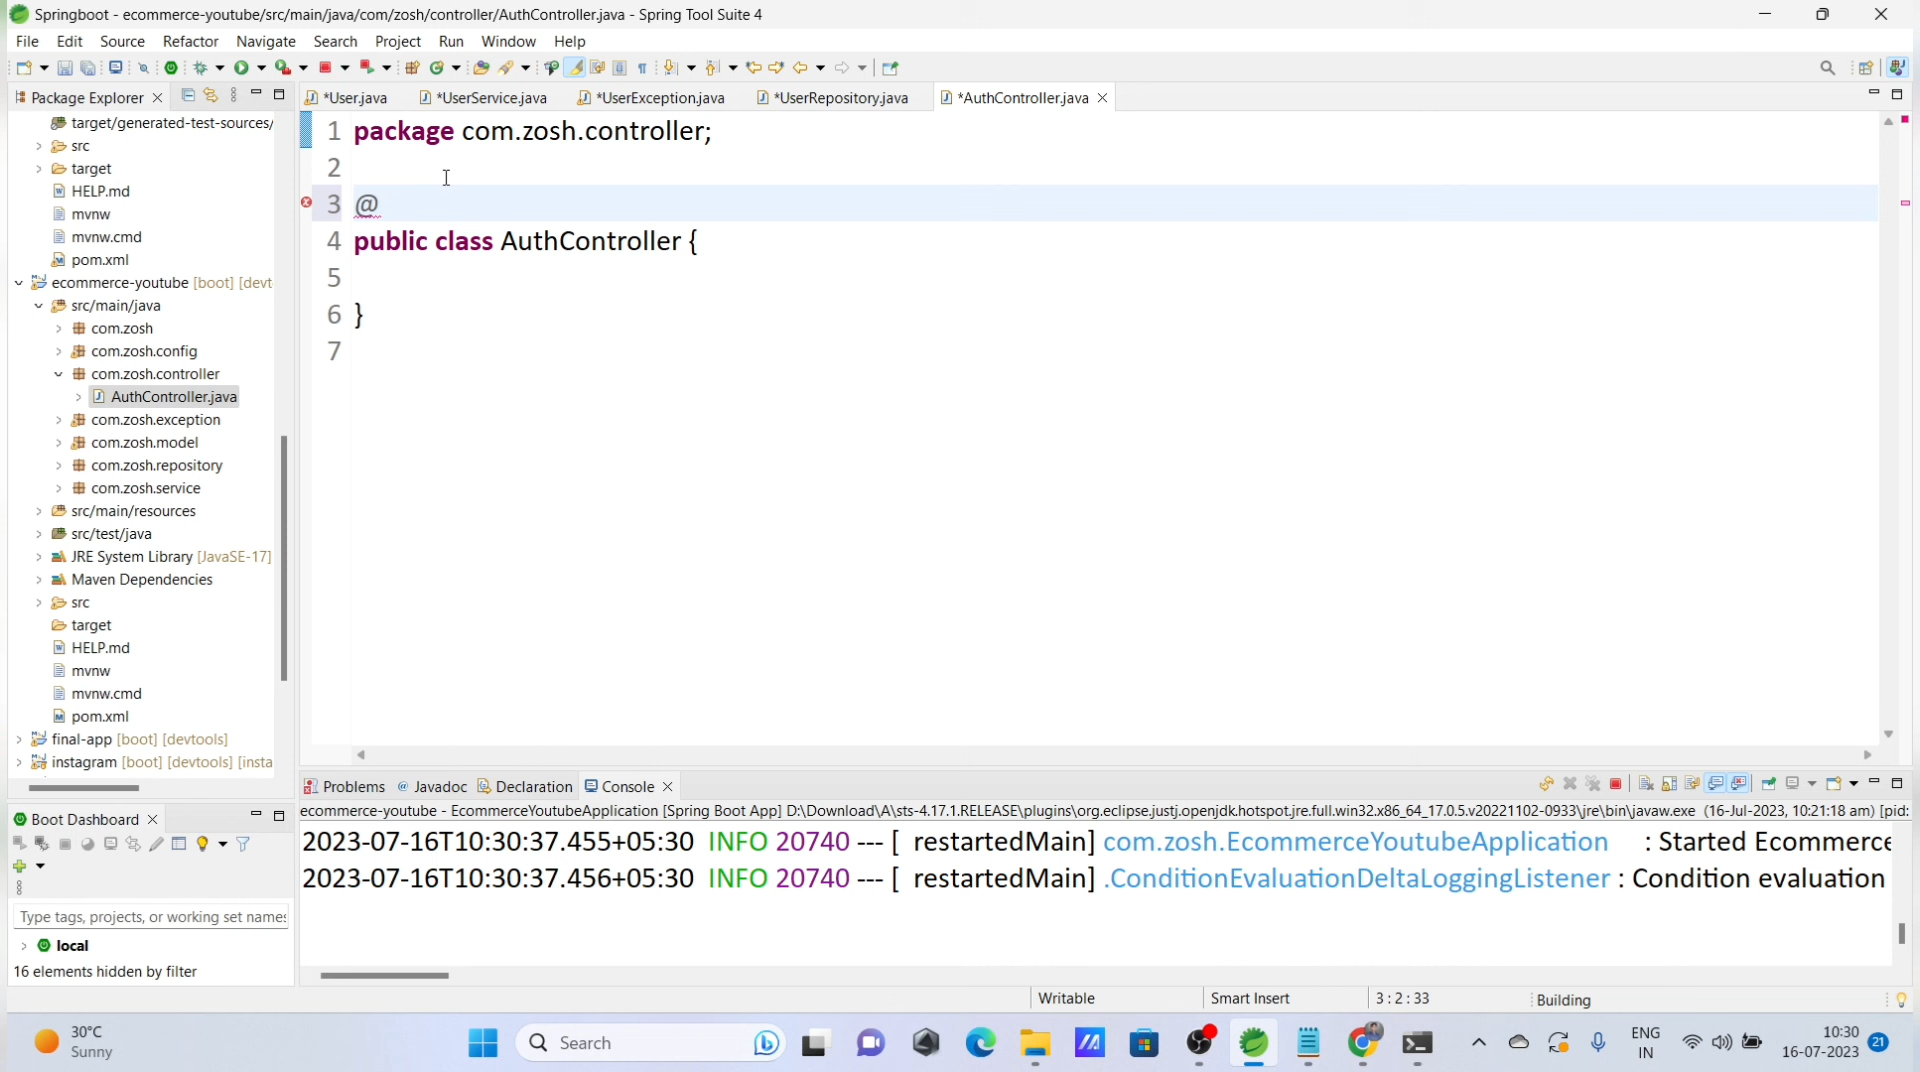 Springboot - ecommerce-youtube/src/main/java/com/zosh/controller/AuthController.java - Spring Tool Suite 4
File Edit Source Refactor Navigate Search Project Run Window Help
Package Explorer
*User.java *UserService.java *UserException.java *UserRepository.java *AuthController.java
target/generated-test-sources/
src
target
HELP.md
mvnw
mvnw.cmd
pom.xml
ecommerce-youtube [boot] [devt
src/main/java
com.zosh
com.zosh.config
com.zosh.controller
AuthController.java
com.zosh.exception
com.zosh.model
com.zosh.repository
com.zosh.service
src/main/resources
src/test/java
JRE System Library [JavaSE-17]
Maven Dependencies
src
target
HELP.md
mvnw
mvnw.cmd
pom.xml
final-app [boot] [devtools]
instagram [boot] [devtools] [insta
1 package com.zosh.controller;
2
3 @
4 public class AuthController {
5
6 }
7
Boot Dashboard
Type tags, projects, or working set names
local
16 elements hidden by filter
Problems @ Javadoc Declaration Console
ecommerce-youtube - EcommerceYoutubeApplication [Spring Boot App] D:\Download\A\sts-4.17.1.RELEASE\plugins\org.eclipse.justj.openjdk.hotspot.jre.full.win32.x86_64_17.0.5.v20221102-0933\jre\bin\javaw.exe (16-Jul-2023, 10:21:18 am) [pid:
2023-07-16T10:30:37.455+05:30 INFO 20740 --- [ restartedMain] com.zosh.EcommerceYoutubeApplication : Started Ecommerce
2023-07-16T10:30:37.456+05:30 INFO 20740 --- [ restartedMain] .ConditionEvaluationDeltaLoggingListener : Condition evaluation
Writable Smart Insert 3 : 2 : 33 Building
30°C
Sunny
Search
ENG
IN
10:30
16-07-2023
21